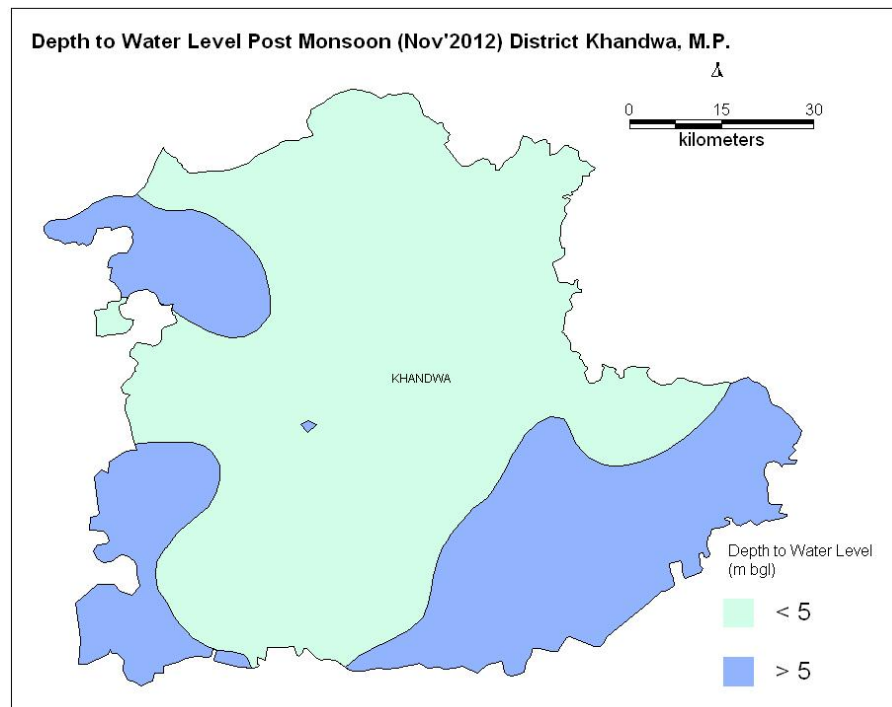 Depth to Water Level Post Monsoon (Nov'2012) District Khandwa, M.P.
0 15 30
kilometers
KHANDWA
Depth to Water Level
(m bgl)
< 5
> 5